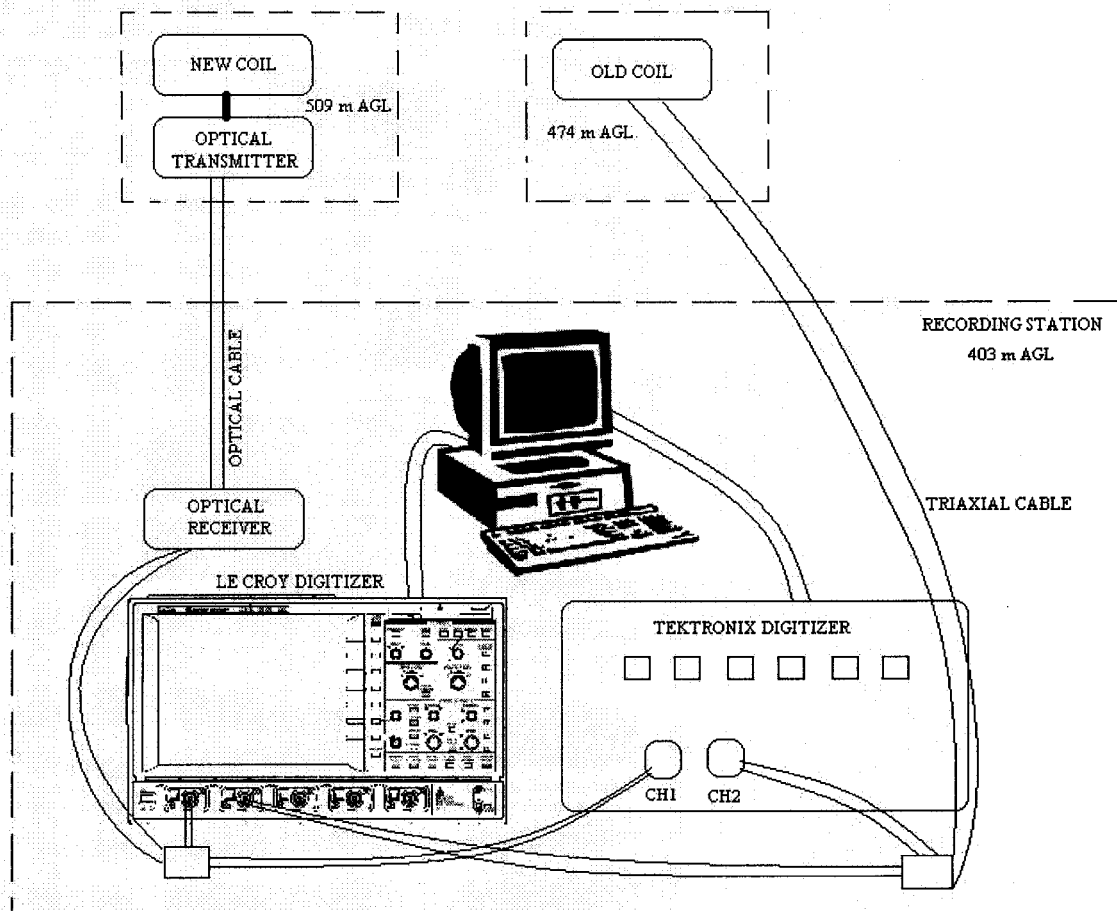 NEW COIL
509 m AGL
OPTICAL
TRANSMITTER
OLD COIL
474 m AGL
RECORDING STATION
403 m AGL
OPTICAL CABLE
TRIAXIAL CABLE
OPTICAL
RECEIVER
LE CROY DIGITIZER
TEKTRONIX DIGITIZER
CH1
CH2